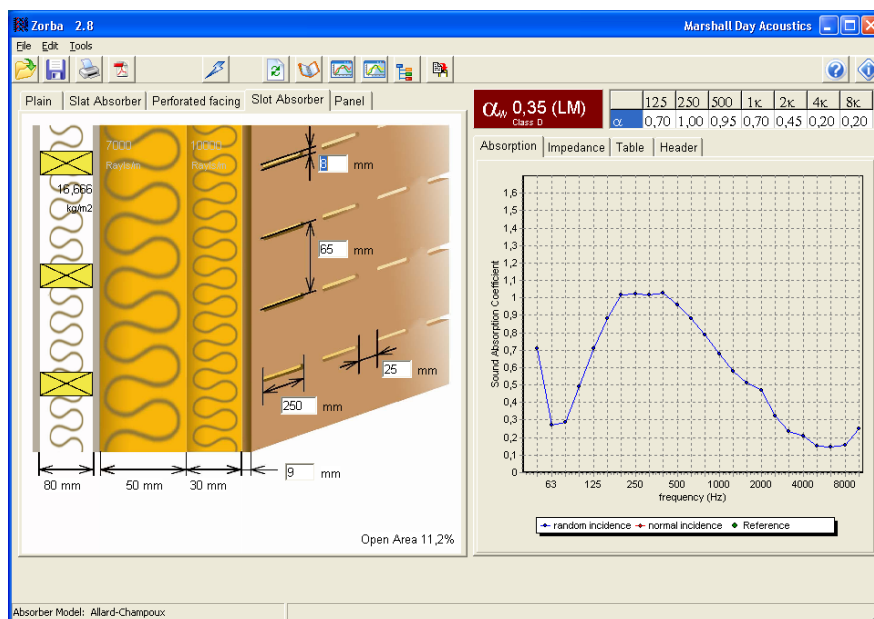 Zorba 2.8 Marshall Day Acoustics
File Edit Tools
Plain Slat Absorber Perforated facing Slot Absorber Panel
7000
Rayls/m
16,666
kg/m2
8 mm
65 mm
25 mm
250 mm
9 mm
80 mm 50 mm 30 mm
Open Area 11,2%
αw 0,35 (LM)
Class D
125 250 500 1K 2K 4K 8K
α 0,70 1,00 0,95 0,70 0,45 0,20 0,20
Absorption Impedance Table Header
Sound Absorption Coefficient
1,6
1,5
1,4
1,3
1,2
1,1
1
0,9
0,8
0,7
0,6
0,5
0,4
0,3
0,2
0,1
0
63 125 250 500 1000 2000 4000 8000
frequency (Hz)
random incidence normal incidence Reference
Absorber Model: Allard-Champoux